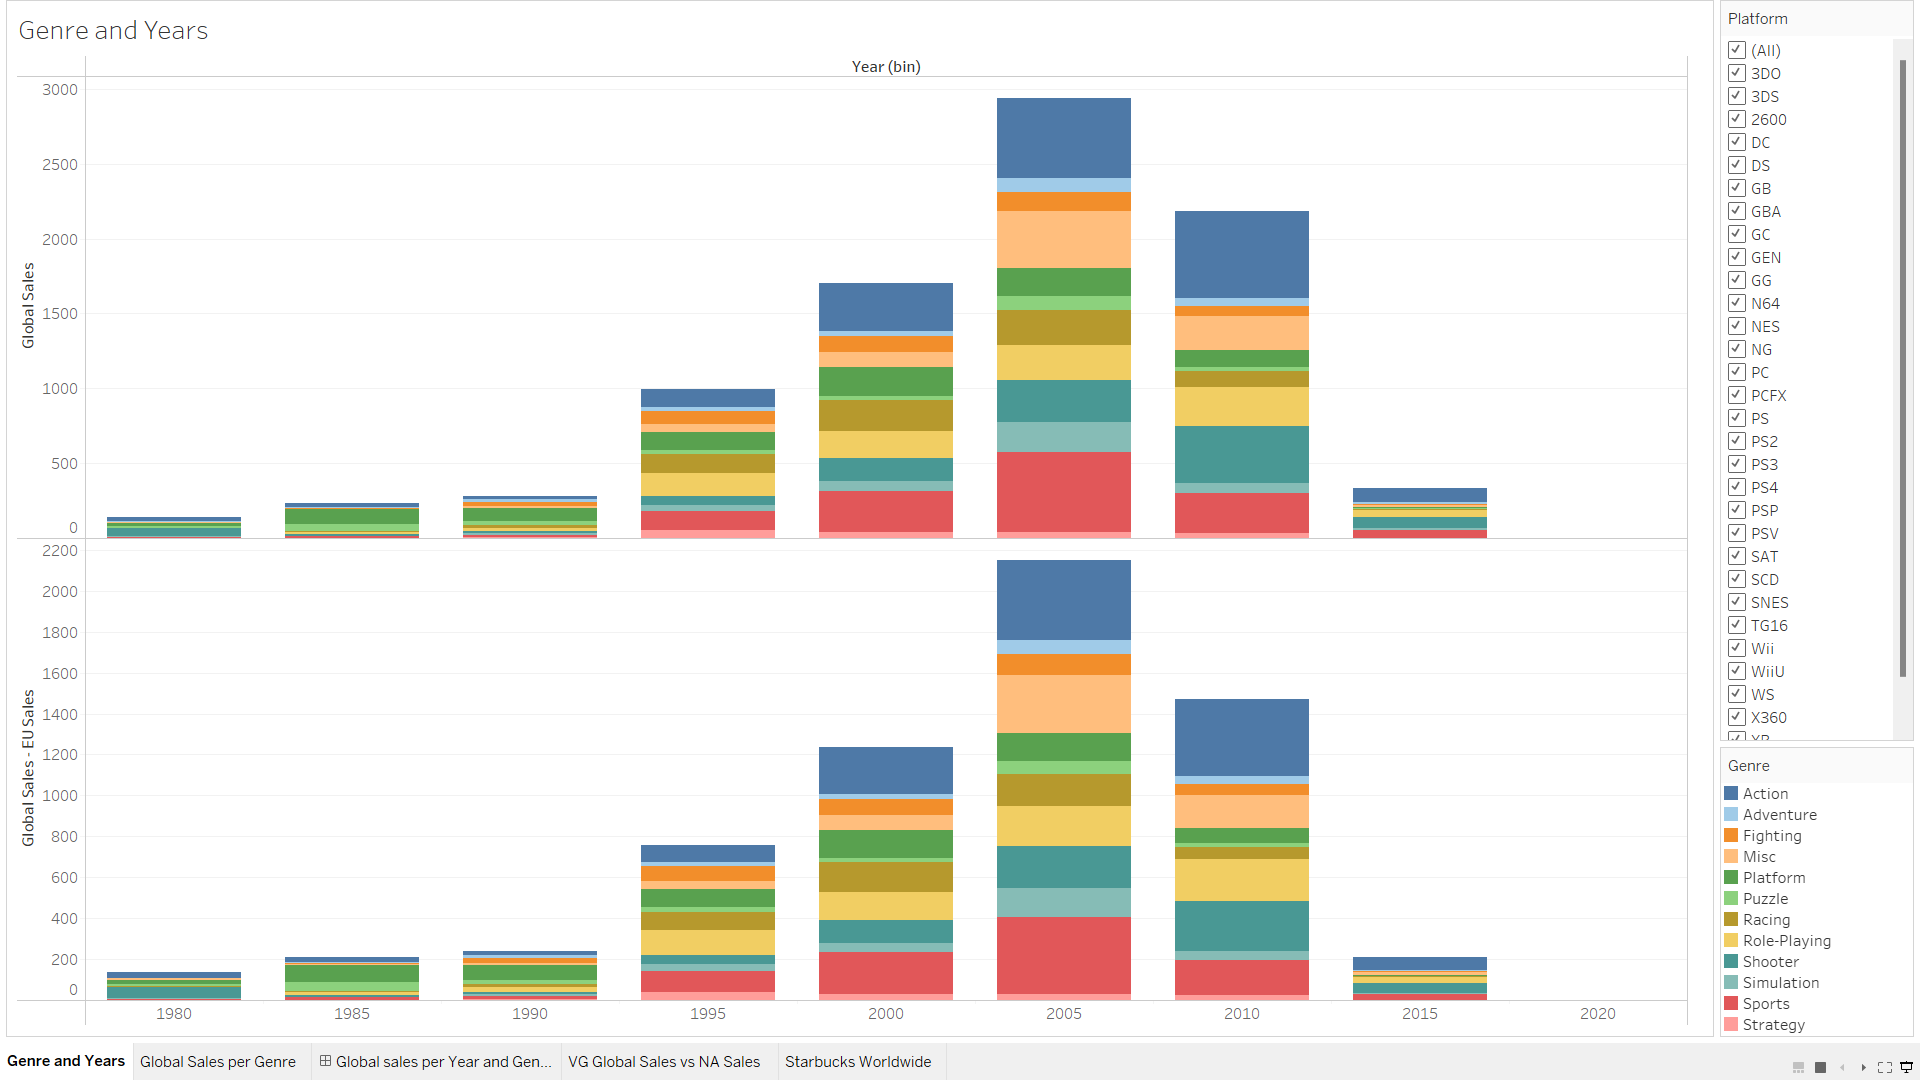 Genre and Years
Year (bin)
Global Sales
3000
2500
2000
1500
1000
500
0
Global Sales - EU Sales
2200
2000
1800
1600
1400
1200
1000
800
600
400
200
0
1980
1985
1990
1995
2000
2005
2010
2015
2020
Platform
(All)
3DO
3DS
2600
DC
DS
GB
GBA
GC
GEN
GG
N64
NES
NG
PC
PCFX
PS
PS2
PS3
PS4
PSP
PSV
SAT
SCD
SNES
TG16
Wii
WiiU
WS
X360
XB
Genre
Action
Adventure
Fighting
Misc
Platform
Puzzle
Racing
Role-Playing
Shooter
Simulation
Sports
Strategy
Genre and Years
Global Sales per Genre
Global sales per Year and Gen...
VG Global Sales vs NA Sales
Starbucks Worldwide